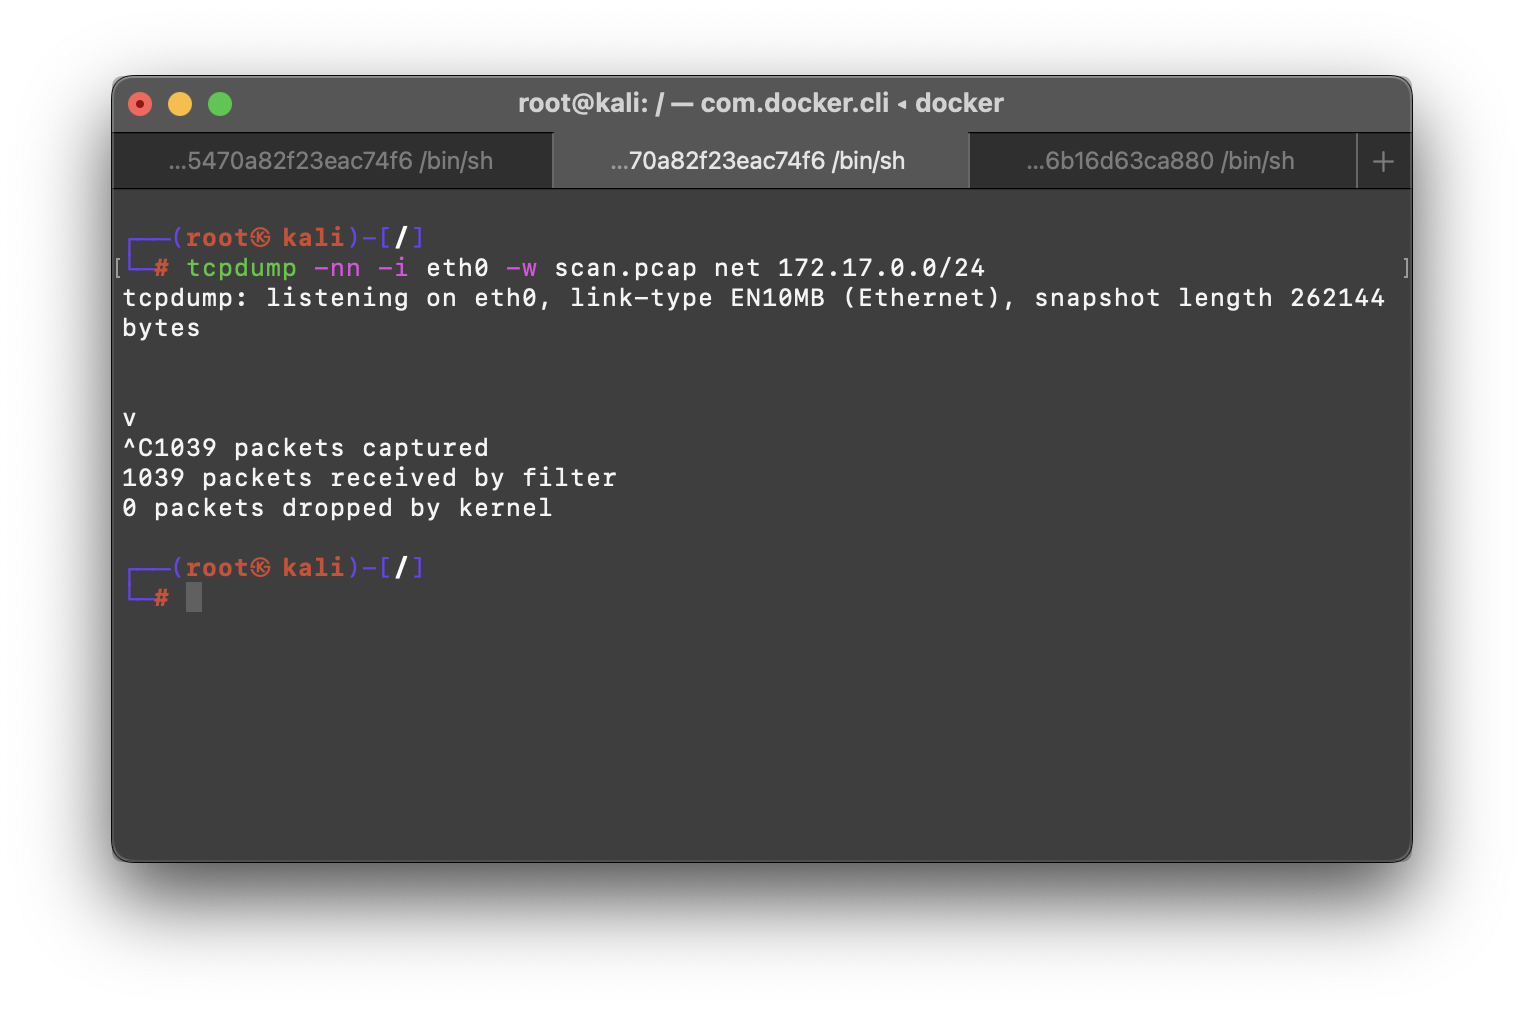 root@kali: / — com.docker.cli ◂ docker
...5470a82f23eac74f6 /bin/sh
...70a82f23eac74f6 /bin/sh
...6b16d63ca880 /bin/sh
+
┌──(root㉿kali)-[/]
└─# tcpdump -nn -i eth0 -w scan.pcap net 172.17.0.0/24
tcpdump: listening on eth0, link-type EN10MB (Ethernet), snapshot length 262144
bytes
v
^C1039 packets captured
1039 packets received by filter
0 packets dropped by kernel
┌──(root㉿kali)-[/]
└─#